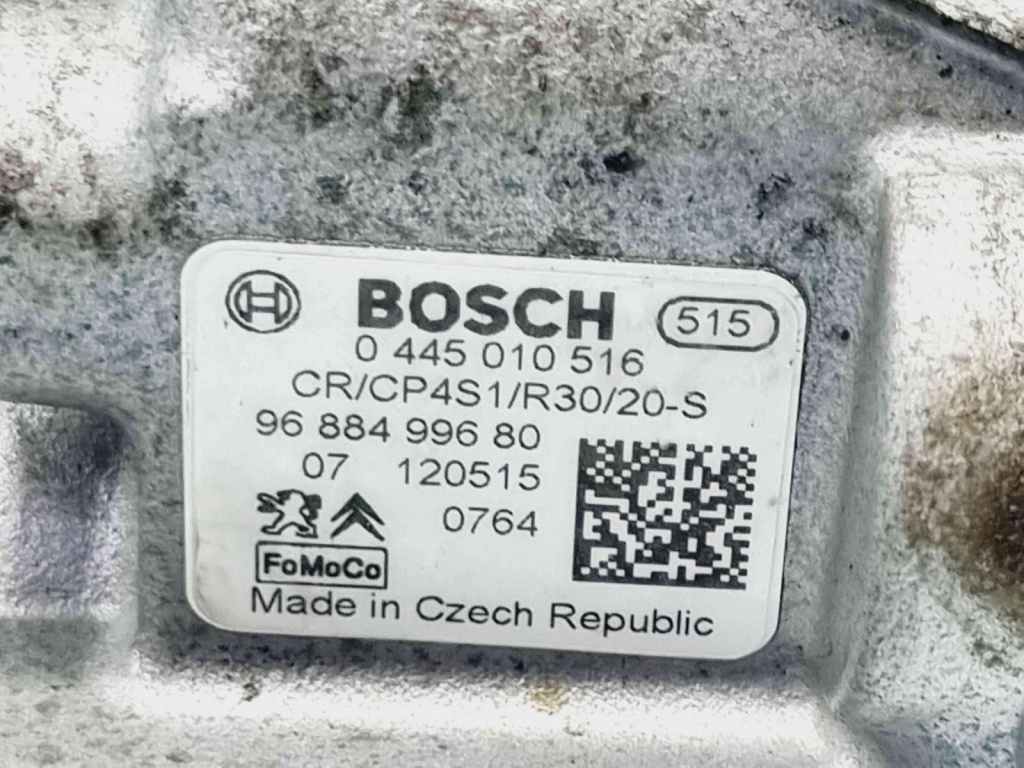 BOSCH 515
0 445 010 516
CR/CP4S1/R30/20-S
96 884 996 80
07 120515
0764
FoMoCo
Made in Czech Republic